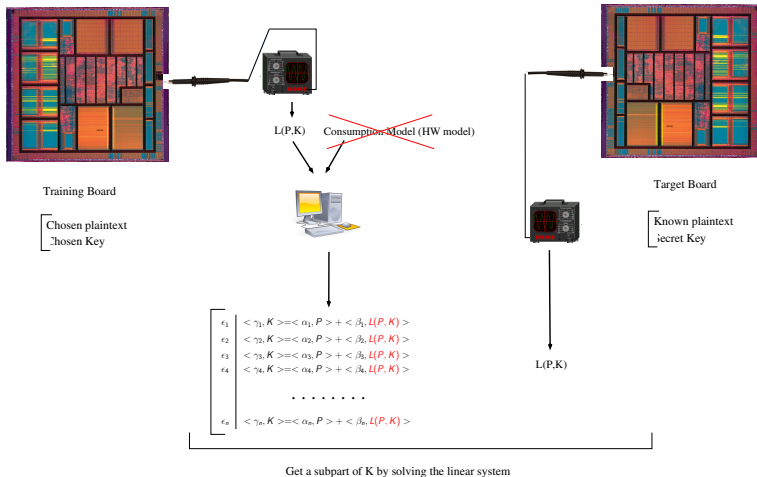 L(P,K)
Consumption Model (HW model)
Training Board
Chosen plaintext
Chosen Key
Target Board
Known plaintext
Secret Key
ϵ₁ < γ₁, K >=< α₁, P > + < β₁, L(P, K) >
ϵ₂ < γ₂, K >=< α₂, P > + < β₂, L(P, K) >
ϵ₃ < γ₃, K >=< α₃, P > + < β₃, L(P, K) >
ϵ₄ < γ₄, K >=< α₄, P > + < β₄, L(P, K) >
. . . . . . . .
ϵₙ < γₙ, K >=< αₙ, P > + < βₙ, L(P, K) >
L(P,K)
Get a subpart of K by solving the linear system